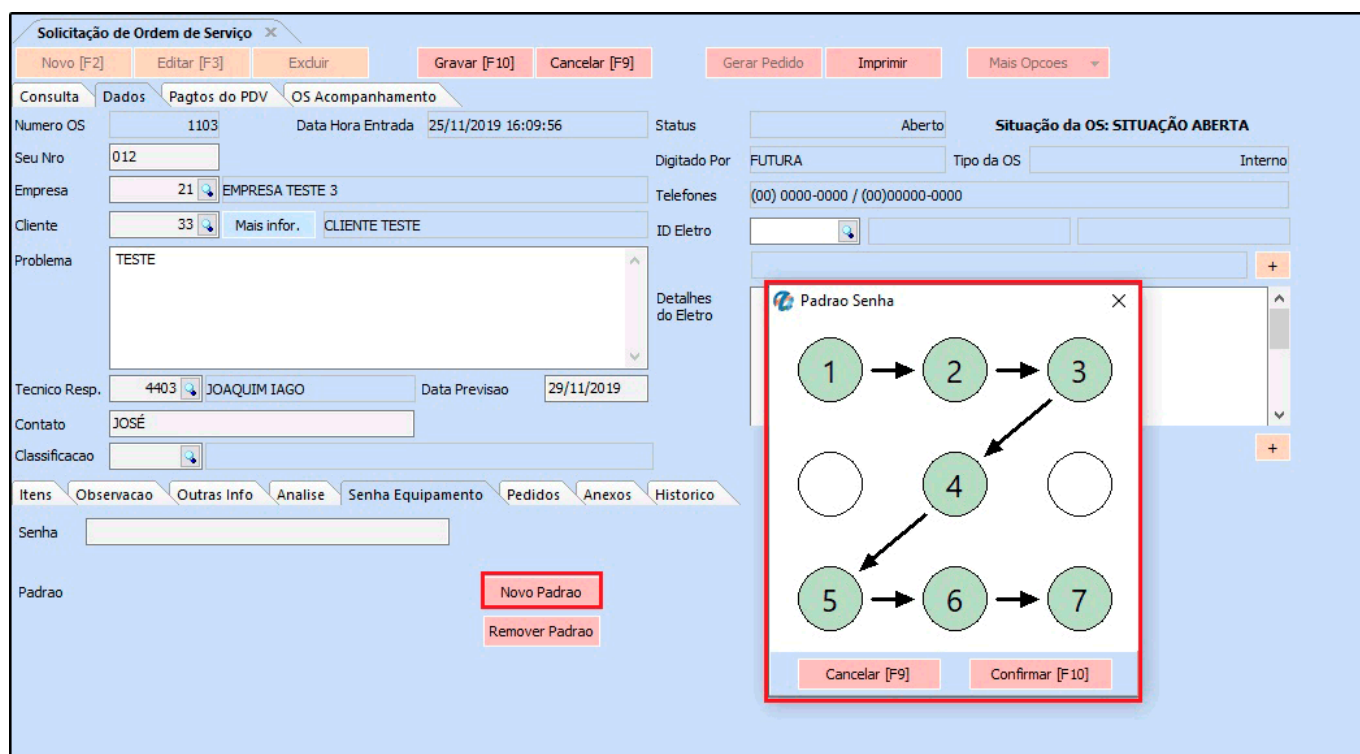 Solicitação de Ordem de Serviço
Novo [F2] Editar [F3] Excluir Gravar [F10] Cancelar [F9] Gerar Pedido Imprimir Mais Opcoes
Consulta Dados Pagtos do PDV OS Acompanhamento
Numero OS 1103 Data Hora Entrada 25/11/2019 16:09:56 Status Aberto Situação da OS: SITUAÇÃO ABERTA
Seu Nro 012 Digitado Por FUTURA Tipo da OS Interno
Empresa 21 EMPRESA TESTE 3 Telefones (00) 0000-0000 / (00)00000-0000
Cliente 33 Mais infor. CLIENTE TESTE ID Eletro
Problema TESTE +
Detalhes
do Eletro
Padrao Senha
1 2 3
Tecnico Resp. 4403 JOAQUIM IAGO Data Previsao 29/11/2019
Contato JOSÉ
Classificacao +
4
Itens Observacao Outras Info Analise Senha Equipamento Pedidos Anexos Historico
Senha
Padrao Novo Padrao
5 6 7
Remover Padrao
Cancelar [F9] Confirmar [F10]